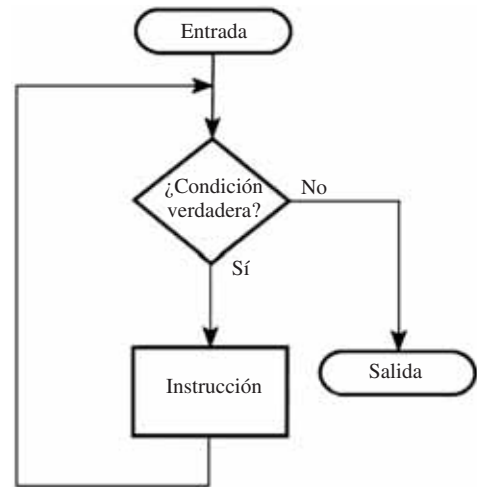 Entrada
¿Condición
verdadera?
No
Sí
Instrucción
Salida